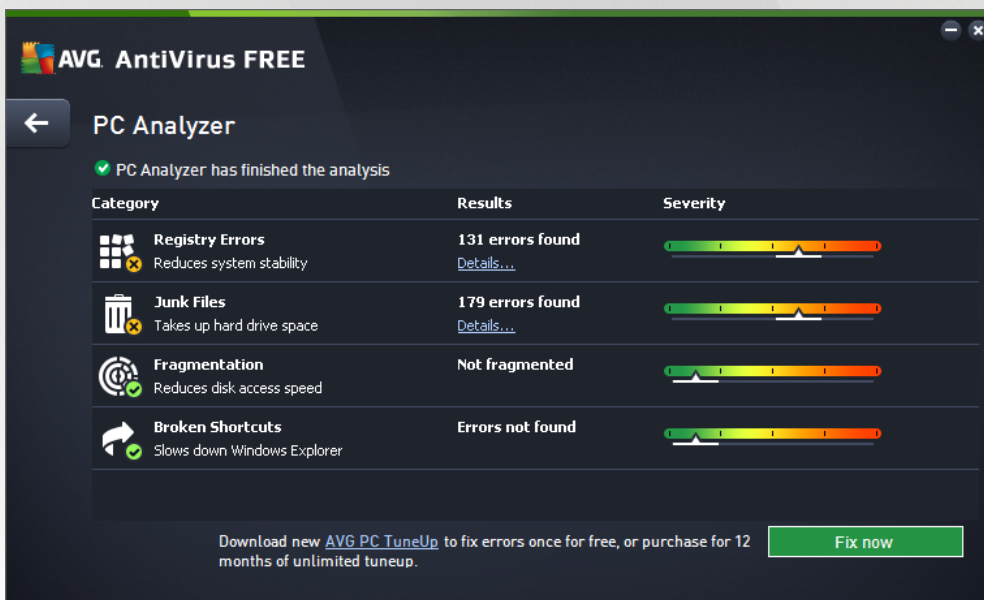 AVG AntiVirus FREE
PC Analyzer
PC Analyzer has finished the analysis
Category Results Severity
Registry Errors 131 errors found
Reduces system stability Details...
Junk Files 179 errors found
Takes up hard drive space Details...
Fragmentation Not fragmented
Reduces disk access speed
Broken Shortcuts Errors not found
Slows down Windows Explorer
Download new AVG PC TuneUp to fix errors once for free, or purchase for 12 Fix now
months of unlimited tuneup.